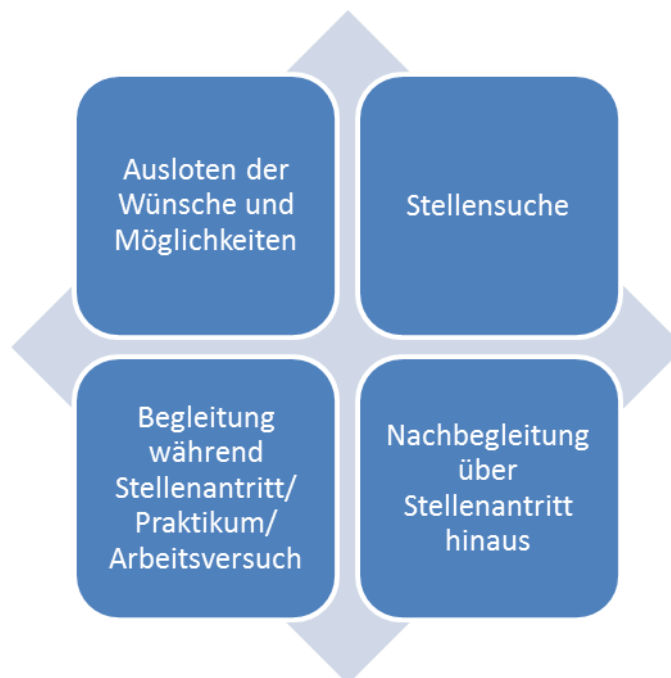 Ausloten der
Wünsche und
Möglichkeiten
Stellensuche
Begleitung
während
Stellenantritt/
Praktikum/
Arbeitsversuch
Nachbegleitung
über
Stellenantritt
hinaus